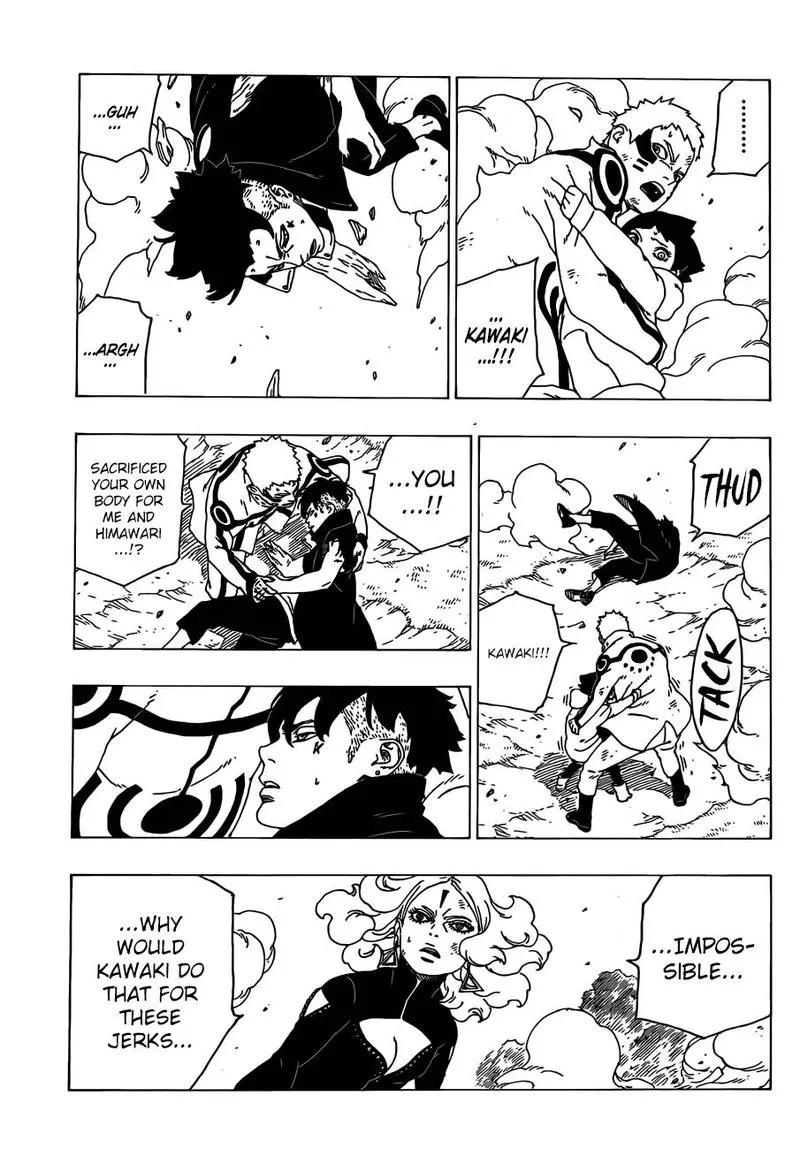 .........
...
KAWAKI
...!!!
...GUH
...
...ARGH
...
THUD
KAWAKI!!!
TACK
...YOU
...!!
SACRIFICED
YOUR OWN
BODY FOR
ME AND
HIMAWARI
...!?
...IMPOS-
SIBLE...
...WHY
WOULD
KAWAKI DO
THAT FOR
THESE
JERKS...